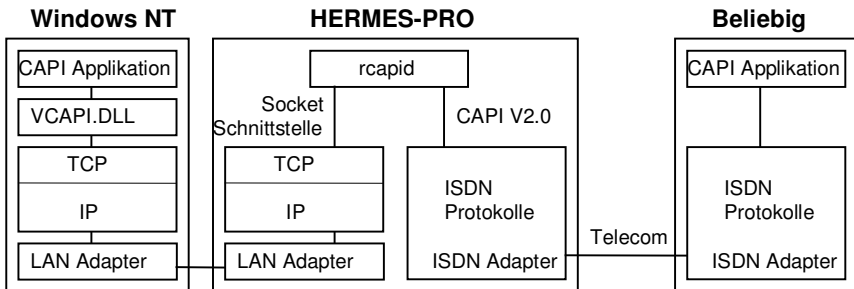 Windows NT
HERMES-PRO
Beliebig
CAPI Applikation
rcapid
CAPI Applikation
VCAPI.DLL
Socket
Schnittstelle
CAPI V2.0
TCP
IP
TCP
IP
ISDN
Protokolle
ISDN
Protokolle
LAN Adapter
LAN Adapter
ISDN Adapter
Telecom
ISDN Adapter